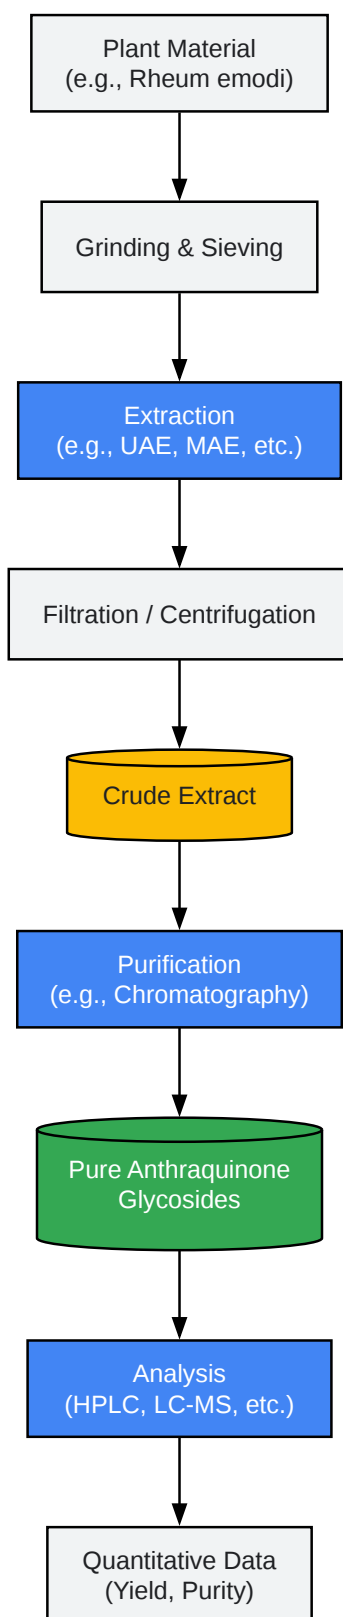 Plant Material
(e.g., Rheum emodi)
Grinding & Sieving
Extraction
(e.g., UAE, MAE, etc.)
Filtration / Centrifugation
Crude Extract
Purification
(e.g., Chromatography)
Pure Anthraquinone
Glycosides
Analysis
(HPLC, LC-MS, etc.)
Quantitative Data
(Yield, Purity)